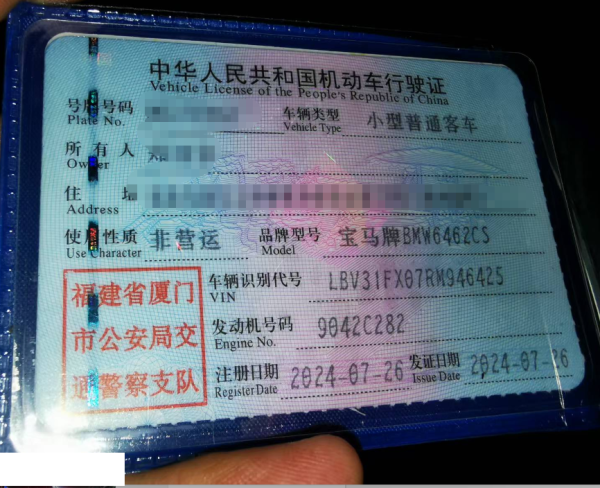 中华人民共和国机动车行驶证
Vehicle License of the People's Republic of China
号牌号码 Plate No. 车辆类型 Vehicle Type 小型普通客车
所有人 Owner
住址 Address
使用性质 Use Character 非营运 品牌型号 Model 宝马牌BMW6462CS
福建省厦门市公安局交通警察支队
车辆识别代号 VIN LBV31FX07RM946425
发动机号码 Engine No. 9042C282
注册日期 Register Date 2024-07-26 发证日期 Issue Date 2024-07-26